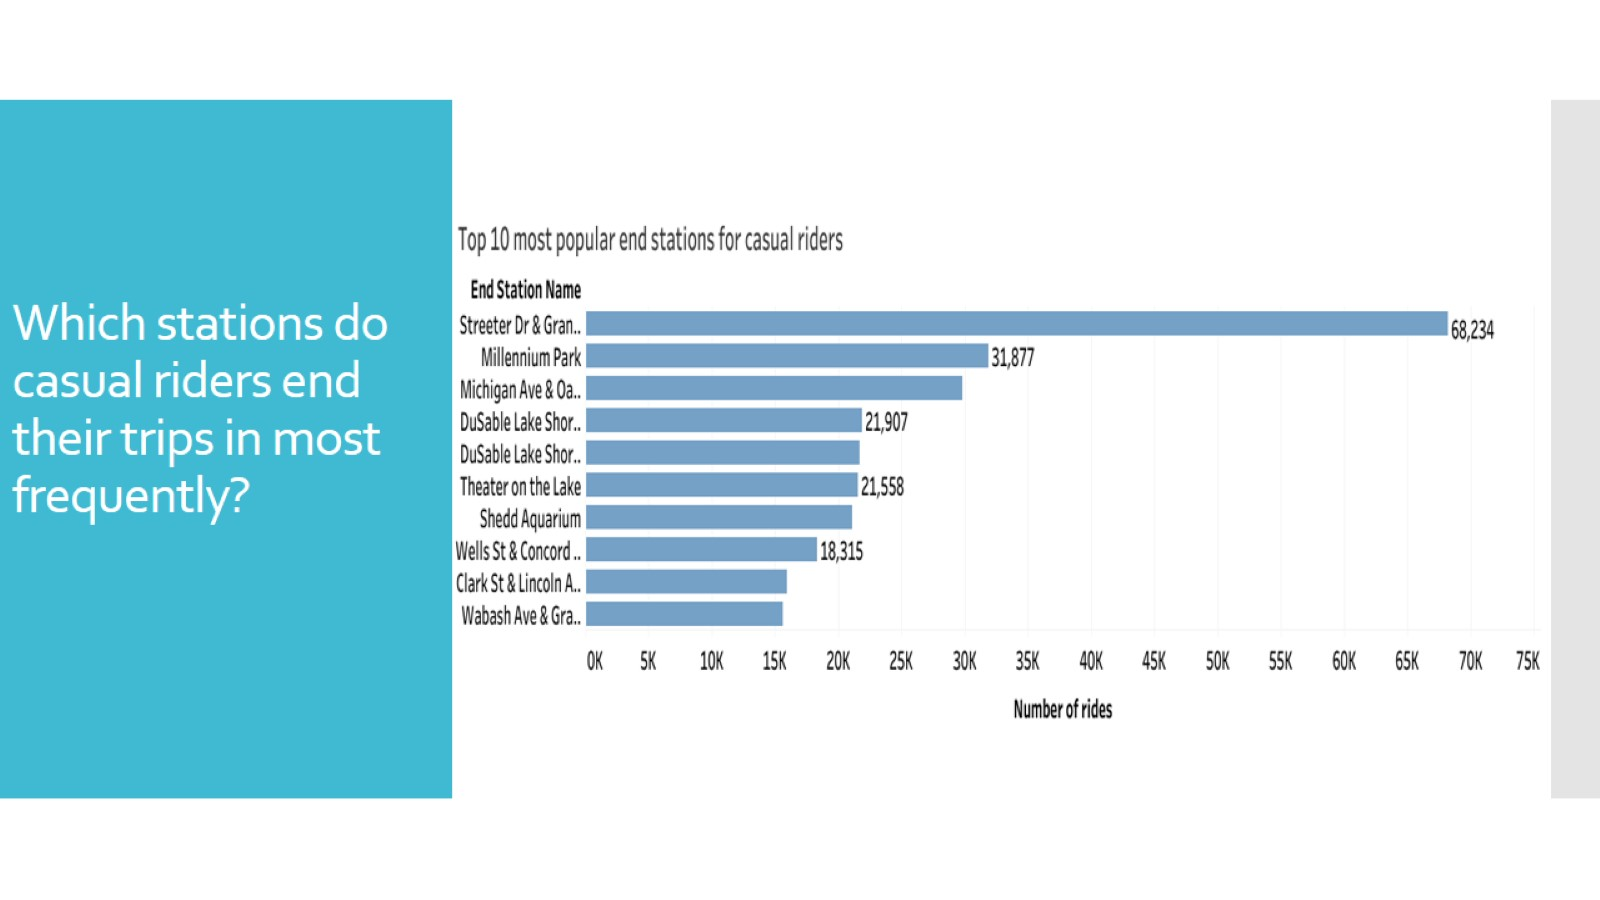 Which stations do
casual riders end
their trips in most
frequently?
Top 10 most popular end stations for casual riders
End Station Name
Streeter Dr & Gran.. 68,234
Millennium Park 31,877
Michigan Ave & Oa..
DuSable Lake Shor.. 21,907
DuSable Lake Shor..
Theater on the Lake 21,558
Shedd Aquarium
Wells St & Concord .. 18,315
Clark St & Lincoln A..
Wabash Ave & Gra..
0K 5K 10K 15K 20K 25K 30K 35K 40K 45K 50K 55K 60K 65K 70K 75K
Number of rides